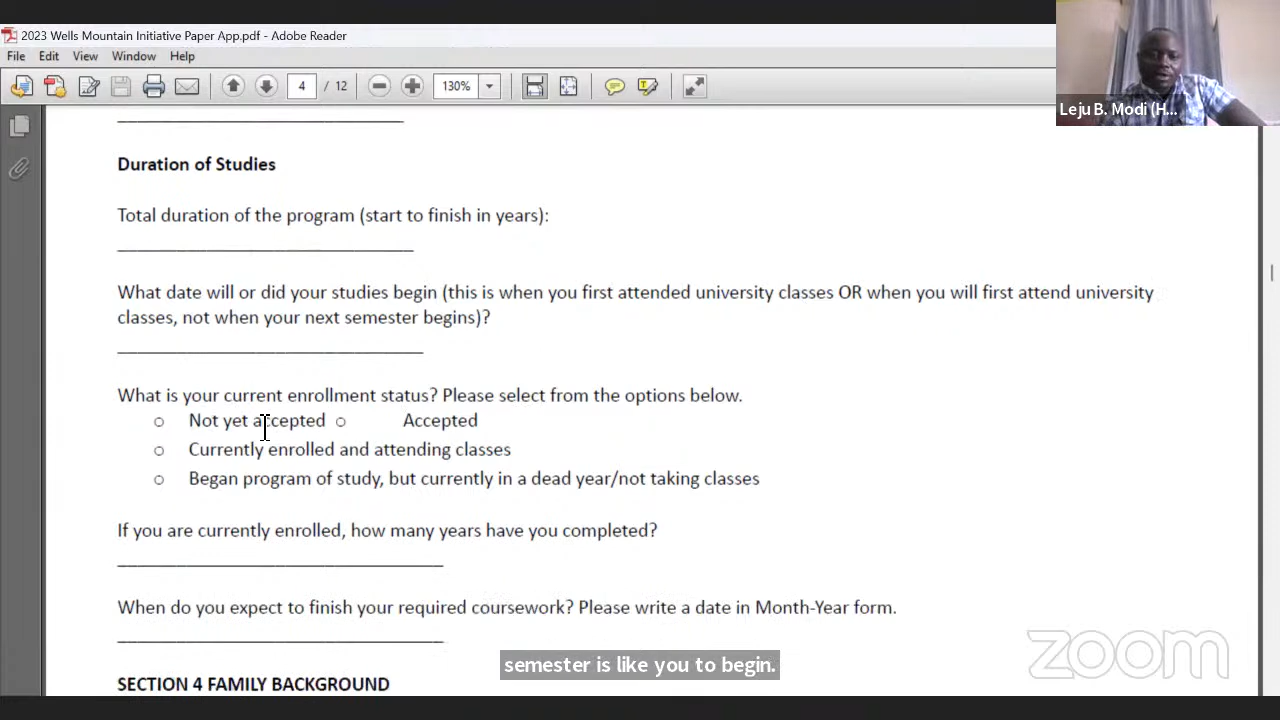 2023 Wells Mountain Initiative Paper App.pdf - Adobe Reader
File Edit View Window Help
4 / 12 130%
Leju B. Modi (H...
Duration of Studies
Total duration of the program (start to finish in years):
What date will or did your studies begin (this is when you first attended university classes OR when you will first attend university
classes, not when your next semester begins)?
What is your current enrollment status? Please select from the options below.
o Not yet accepted o Accepted
o Currently enrolled and attending classes
o Began program of study, but currently in a dead year/not taking classes
If you are currently enrolled, how many years have you completed?
When do you expect to finish your required coursework? Please write a date in Month-Year form.
zoom
semester is like you to begin.
SECTION 4 FAMILY BACKGROUND